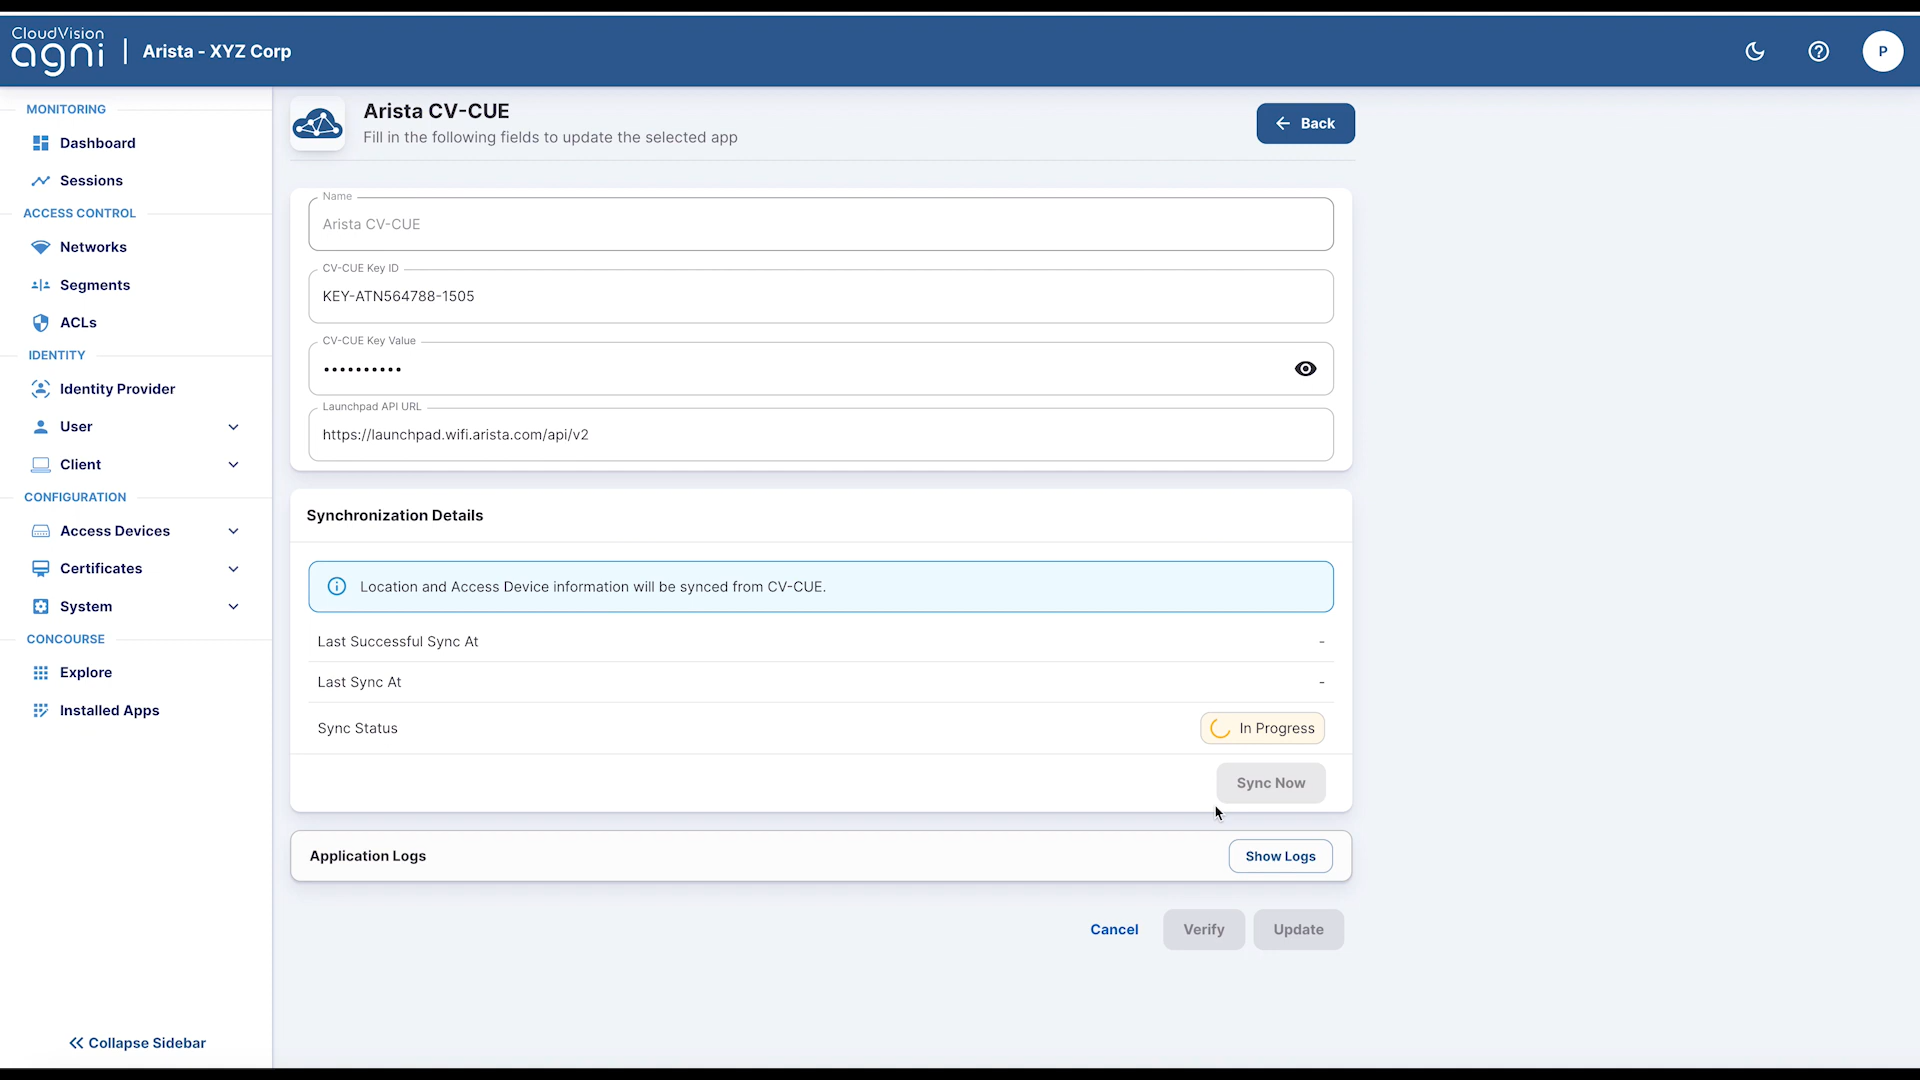 CloudVision
agni
Arista - XYZ Corp
P
MONITORING
Dashboard
Sessions
ACCESS CONTROL
Networks
Segments
ACLs
IDENTITY
Identity Provider
User
Client
CONFIGURATION
Access Devices
Certificates
System
CONCOURSE
Explore
Installed Apps
Collapse Sidebar
Arista CV-CUE
Fill in the following fields to update the selected app
Back
Name
Arista CV-CUE
CV-CUE Key ID
KEY-ATN564788-1505
CV-CUE Key Value
••••••••••
Launchpad API URL
https://launchpad.wifi.arista.com/api/v2
Synchronization Details
Location and Access Device information will be synced from CV-CUE.
Last Successful Sync At -
Last Sync At -
Sync Status In Progress
Sync Now
Application Logs Show Logs
Cancel Verify Update